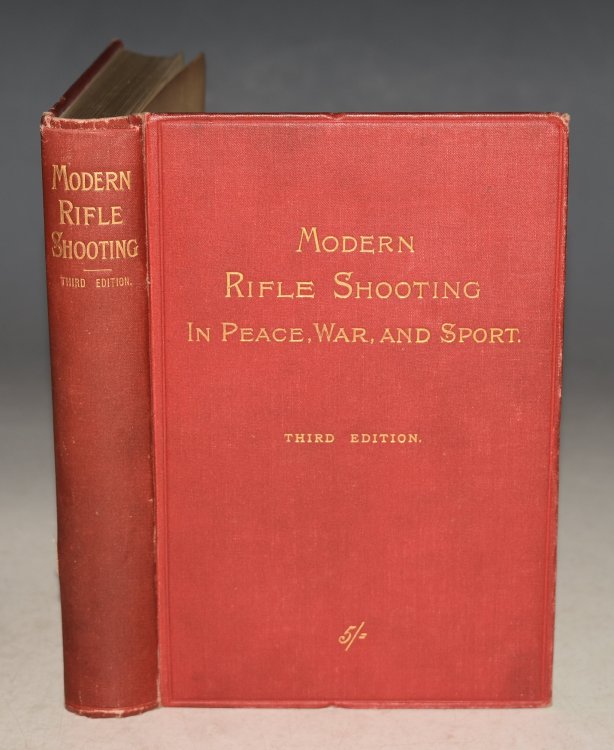 MODERN
RIFLE
SHOOTING
THIRD EDITION.
MODERN
RIFLE SHOOTING
IN PEACE, WAR, AND SPORT.
THIRD EDITION.
5/=